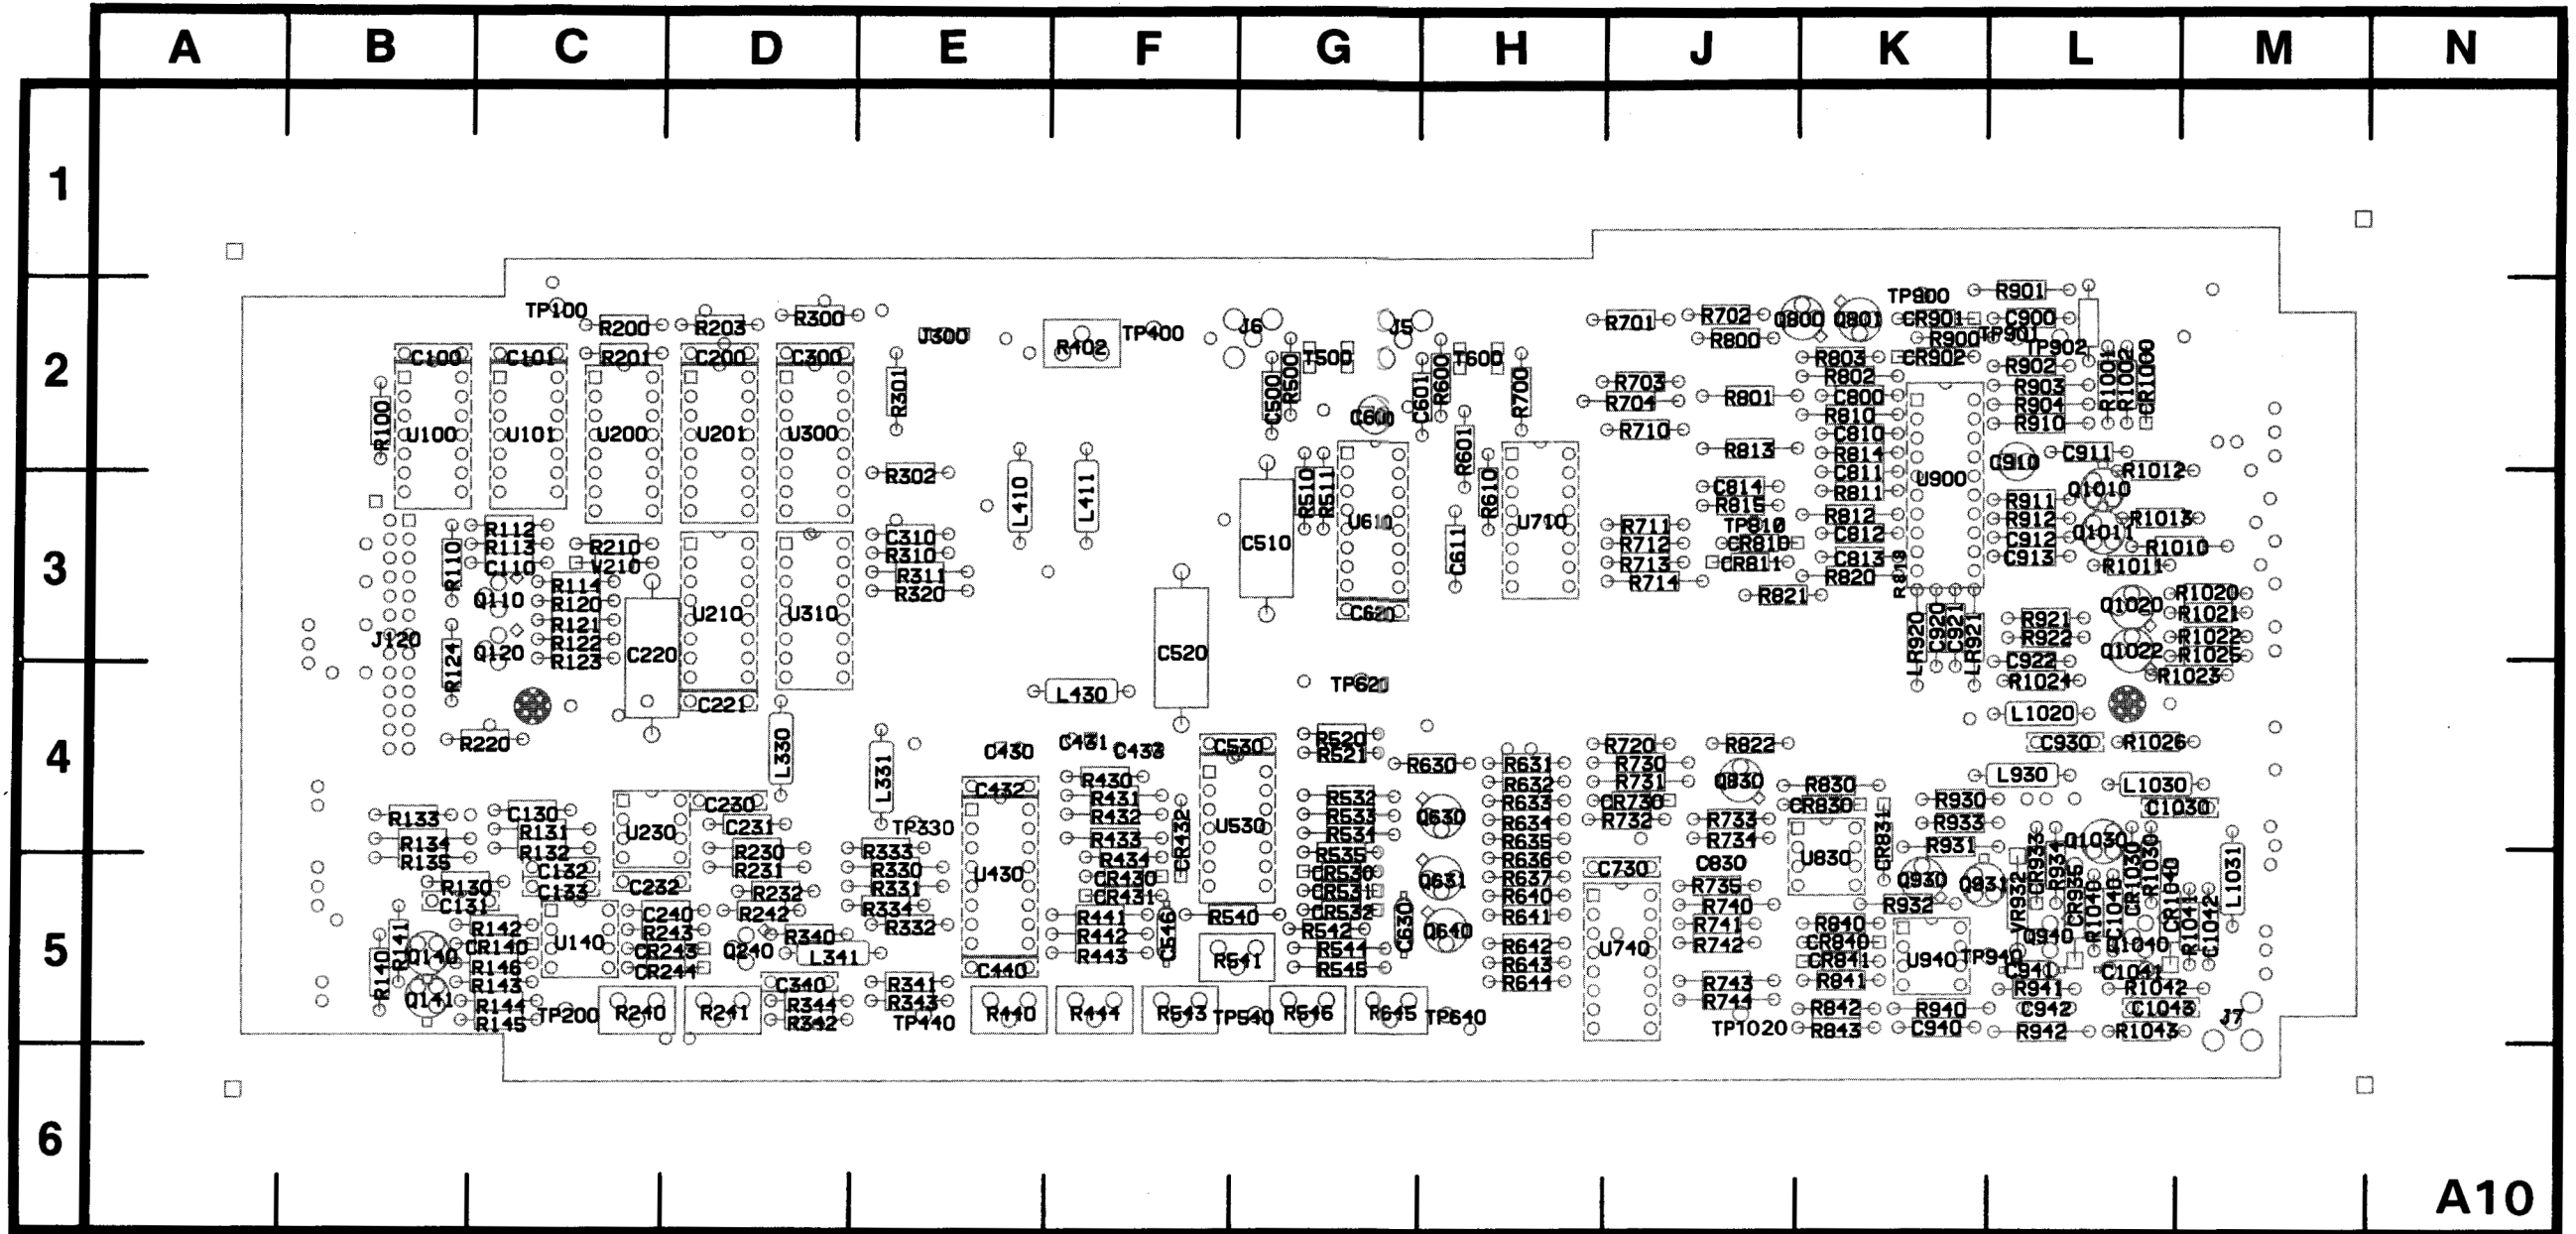 A B C D E F G H J K L M N
1
TP900 R901
TP100 R300 R702 Q800 Q801 CR901 C900
R200 R203 J300 R402 TP400 J6 J5 R701 R800 R900 TP901 TP902
2
C100 C101 R201 C200 C300 T500 T600 R803 CR902 R902
R301 C500 R500 C601 R600 R700 R703 R802 R903 R1001 R1002 CR1000
R100 C600 R704 R801 C800 R904
U100 U101 U200 U201 U300 R601 R710 R810 R910
C810
R813 R814 C911
R302 L410 L411 R510 R511 R610 C811 U900 C910 R1012
C814 R811 Q1010
R815 R911
R112 U610 U710 R711 TP810 R812 R912 R1013
R113 R210 C310 C510 C611 R712 CR810 C812 C912 Q1011
R110 C110 V210 R310 R713 CR811 C813 R818 C913 R1010
3
R114 R311 R714 R820 R1011
Q110 R120 U210 U310 R320 R821 R1020
R121 C620 R921 Q1020 R1021
J120 R122 LR920 C920 C921 LR921 R922 R1022
Q120 R123 C220 C520 C922 Q1022 R1025
R124 R1024 R1023
C221 L430 TP620
L1020
R220 L330 L331 C430 C431 C433 C530 R520 R720 R822 C930 R1026
R521
4
R630 R631 R730
R430 R632 R731 Q830 R830 L930 L1030
C432 R431 R532 R633 CR730 CR830 R930 C1030
R133 C130 C230 R432 R533 Q630 R634 R732 R733 R933
R131 U230 C231 TP330 R433 CR432 U530 R534 R635 R734
R134 R132 R230 R333 R434 R535 R636 CR831 R931 Q1030
R135 C132 R231 R330 U430 CR430 CR530 R637 C730 C830 U830 CR933 R934 CR1030 R1030 L1031
R130 C133 C232 R232 R331 CR431 CR531 Q631 R640 R735 Q930 Q931 VR932 CR935 R1040 C1040 CR1040
C131 C240 R242 R334 R441 C546 R540 CR532 C630 R641 R740 R932 R1041 C1042
R141 R142 R243 R340 R332 R442 R542 Q640 R642 R741 R840 Q940
5
R140 Q140 CR140 U140 CR243 Q240 L341 R443 R541 R544 R643 U740 R742 CR840 U940 TP940 Q1040
R146 CR244 C440 R545 R644 CR841 C941 C1041
R143 C340 R341 R743 R841 R941 R1042
Q141 R144 R344 R343 R744 R842 R940 C942 C1043
R145 TP200 R240 R241 R342 TP440 R440 R444 R543 TP540 R546 R645 TP640 TP1020 R843 C940 R942 R1043 J7
6
A10